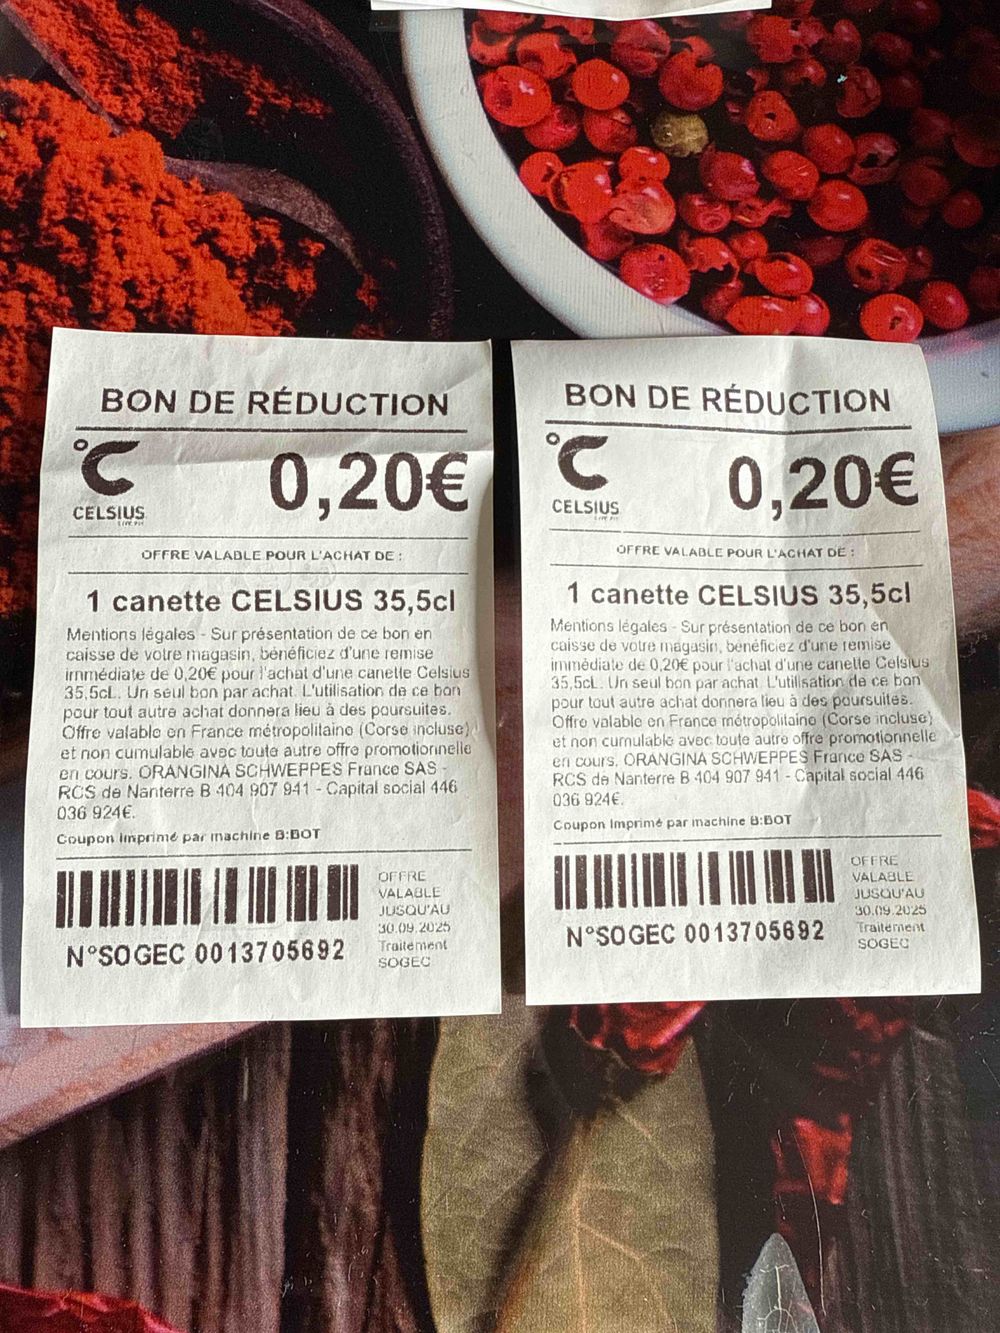 BON DE RÉDUCTION
°C
CELSIUS
0,20€
OFFRE VALABLE POUR L'ACHAT DE :
1 canette CELSIUS 35,5cl
Mentions légales - Sur présentation de ce bon en
caisse de votre magasin, bénéficiez d'une remise
immédiate de 0,20€ pour l'achat d'une canette Celsius
35,5cL. Un seul bon par achat. L'utilisation de ce bon
pour tout autre achat donnera lieu à des poursuites.
Offre valable en France métropolitaine (Corse incluse)
et non cumulable avec toute autre offre promotionnelle
en cours. ORANGINA SCHWEPPES France SAS -
RCS de Nanterre B 404 907 941 - Capital social 446
036 924€.
Coupon imprimé par machine B:BOT
N°SOGEC 0013705692
OFFRE
VALABLE
JUSQU'AU
30.09.2025
Traitement
SOGEC
BON DE RÉDUCTION
°C
CELSIUS
0,20€
OFFRE VALABLE POUR L'ACHAT DE :
1 canette CELSIUS 35,5cl
Mentions légales - Sur présentation de ce bon en
caisse de votre magasin, bénéficiez d'une remise
immédiate de 0,20€ pour l'achat d'une canette Celsius
35,5cL. Un seul bon par achat. L'utilisation de ce bon
pour tout autre achat donnera lieu à des poursuites.
Offre valable en France métropolitaine (Corse incluse)
et non cumulable avec toute autre offre promotionnelle
en cours. ORANGINA SCHWEPPES France SAS -
RCS de Nanterre B 404 907 941 - Capital social 446
036 924€.
Coupon imprimé par machine B:BOT
N°SOGEC 0013705692
OFFRE
VALABLE
JUSQU'AU
30.09.2025
Traitement
SOGEC